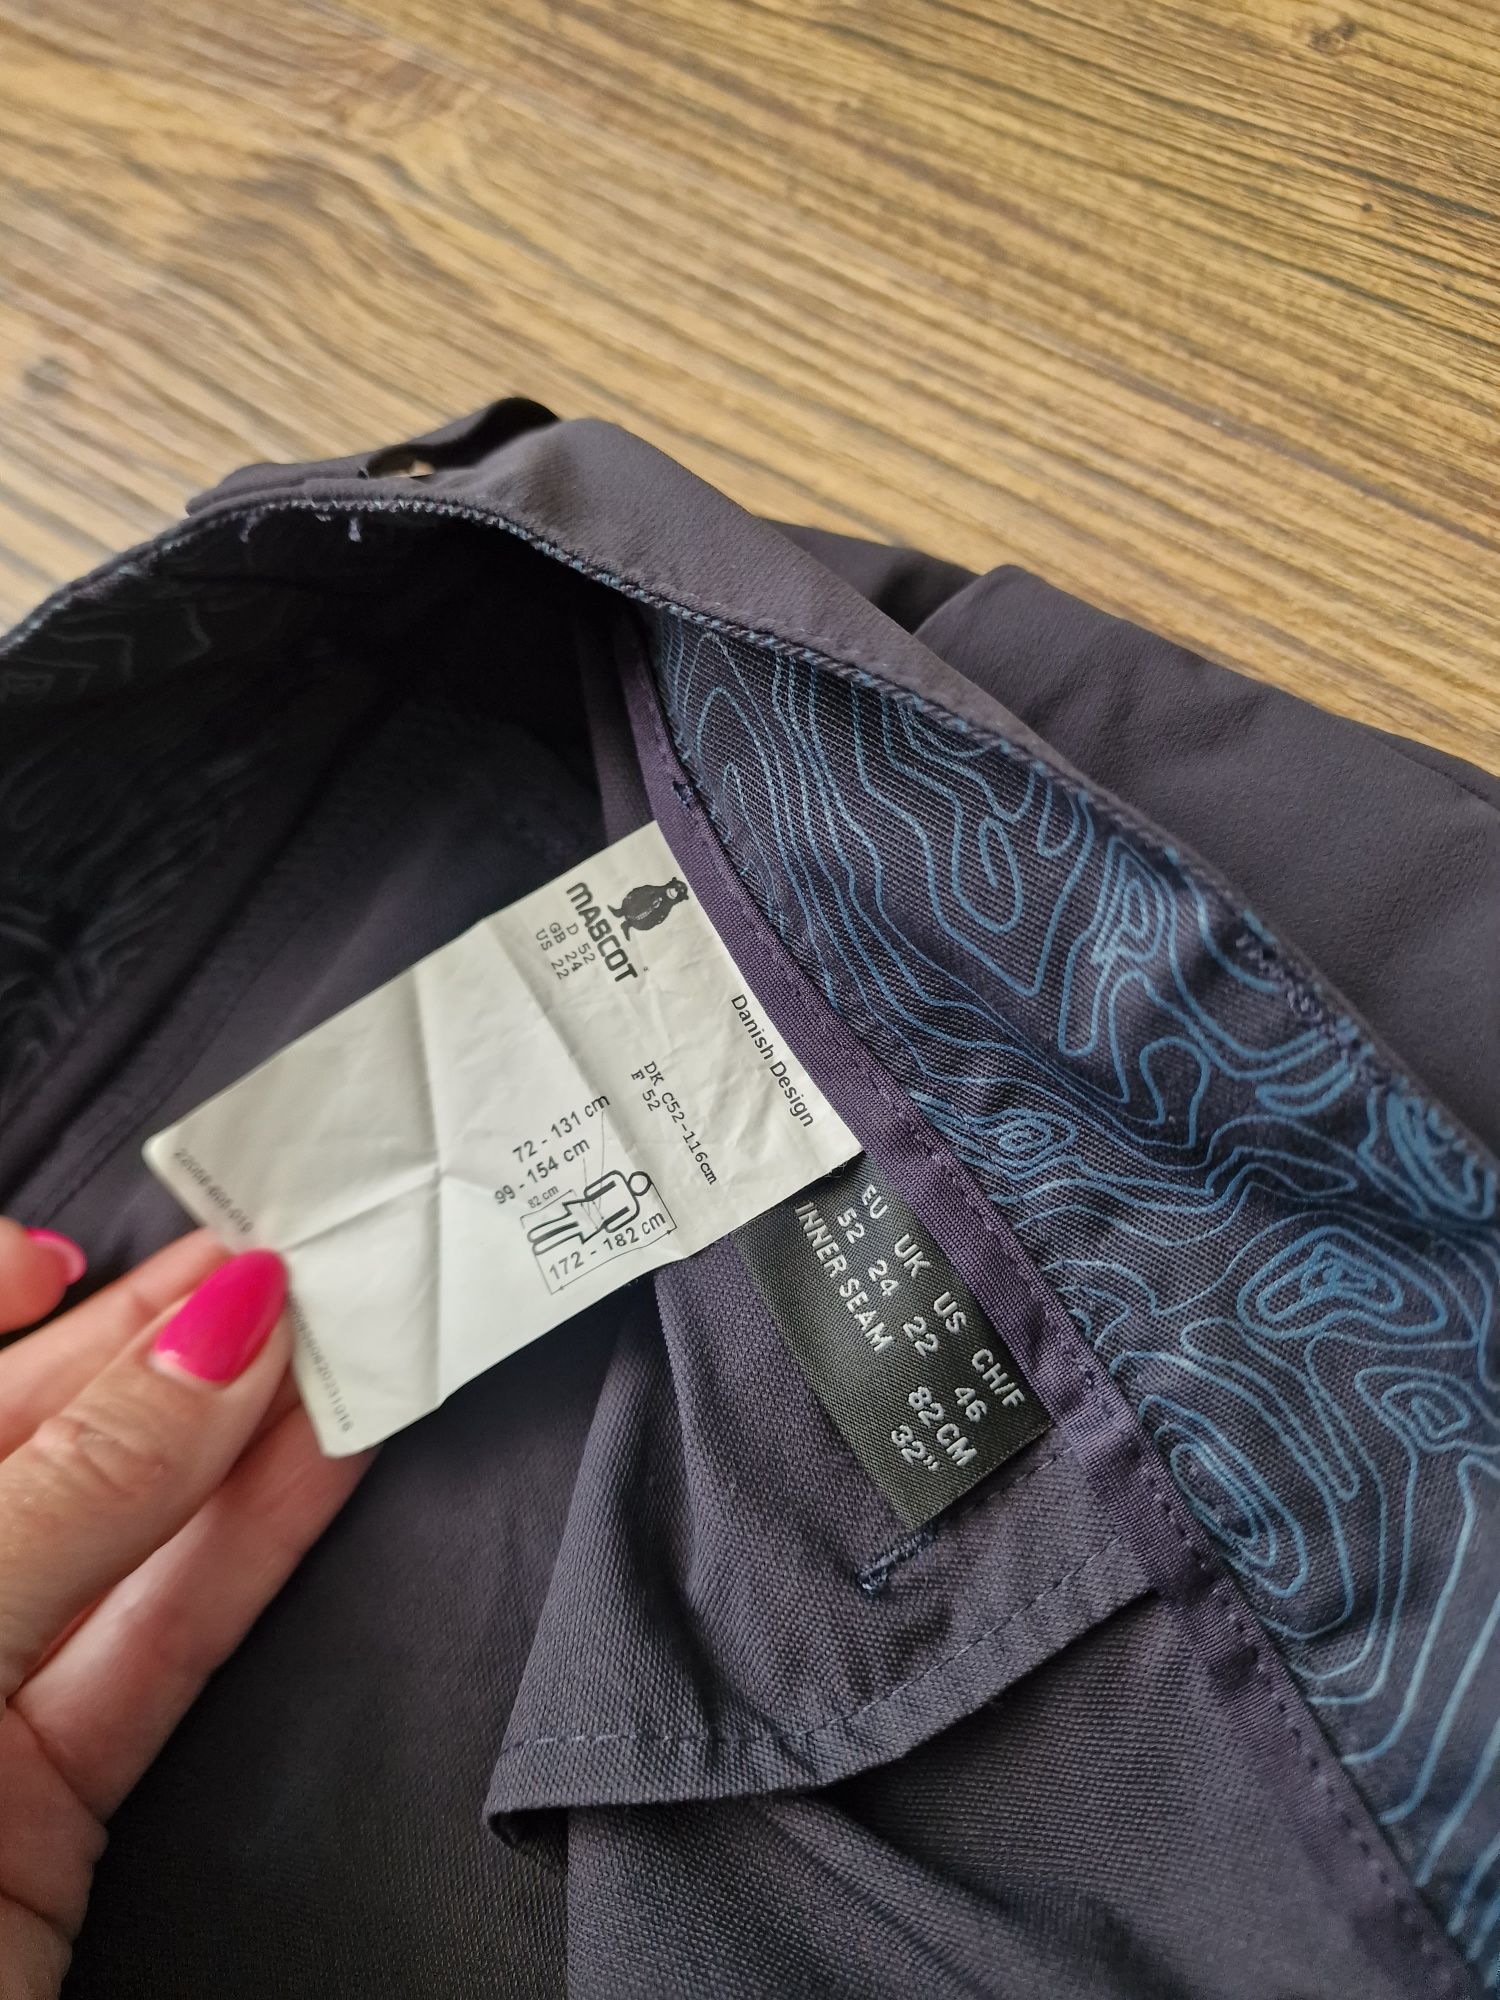 MASCOT
D 52
GB 24
US 22
Danish Design
DK C52-116cm
F 52
72 - 131 cm
99 - 154 cm
82 cm
172 - 182 cm
EU UK US CH/F
52 24 22 46
INNER SEAM 82 CM
32"